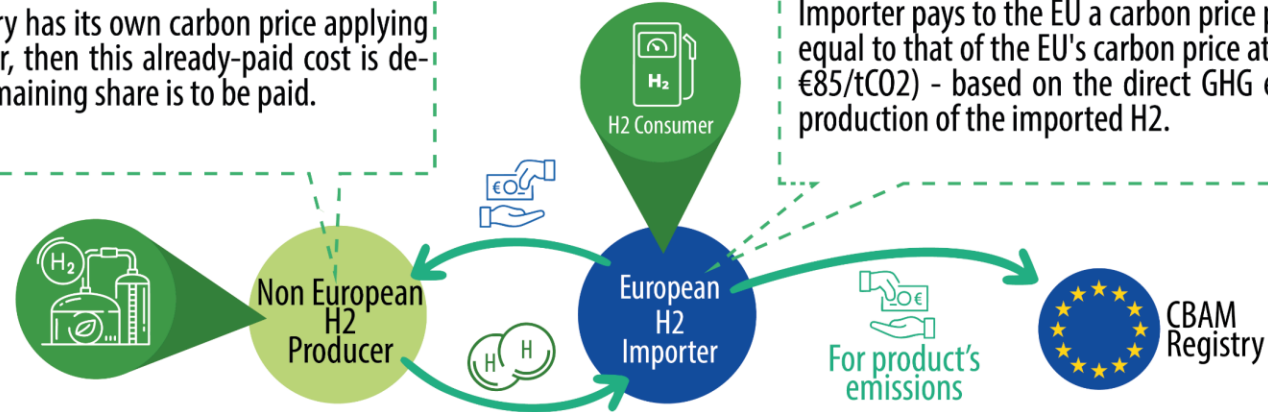 ry has its own carbon price applying
r, then this already-paid cost is de-
maining share is to be paid.
Importer pays to the EU a carbon price p
equal to that of the EU's carbon price at
€85/tCO2) - based on the direct GHG e
production of the imported H2.
H₂
H2 Consumer
€
H₂
Non European
H2
Producer
H H
European
H2
Importer
€
For product's
emissions
CBAM
Registry